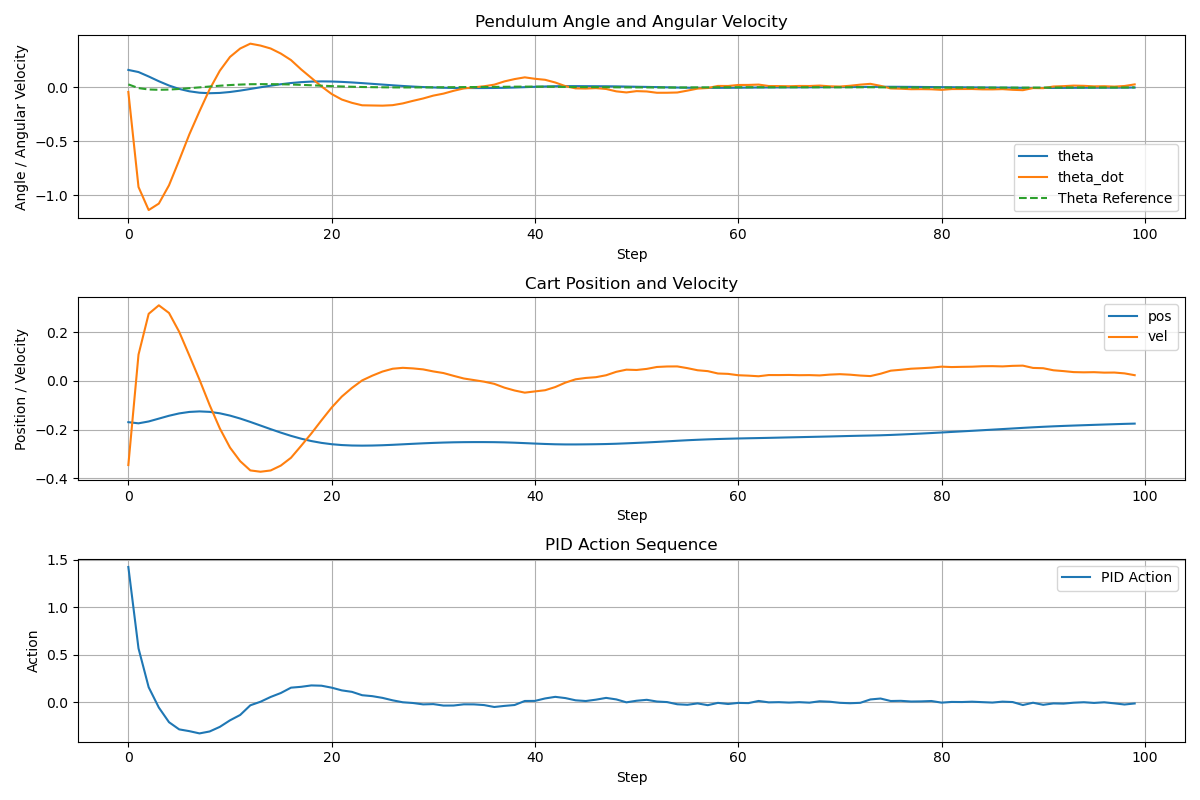 Pendulum Angle and Angular Velocity
Angle / Angular Velocity
0.0
−0.5
−1.0
theta
theta_dot
Theta Reference
0 20 40 60 80 100
Step
Cart Position and Velocity
Position / Velocity
0.2
0.0
−0.2
−0.4
pos
vel
0 20 40 60 80 100
Step
PID Action Sequence
Action
1.5
1.0
0.5
0.0
PID Action
0 20 40 60 80 100
Step